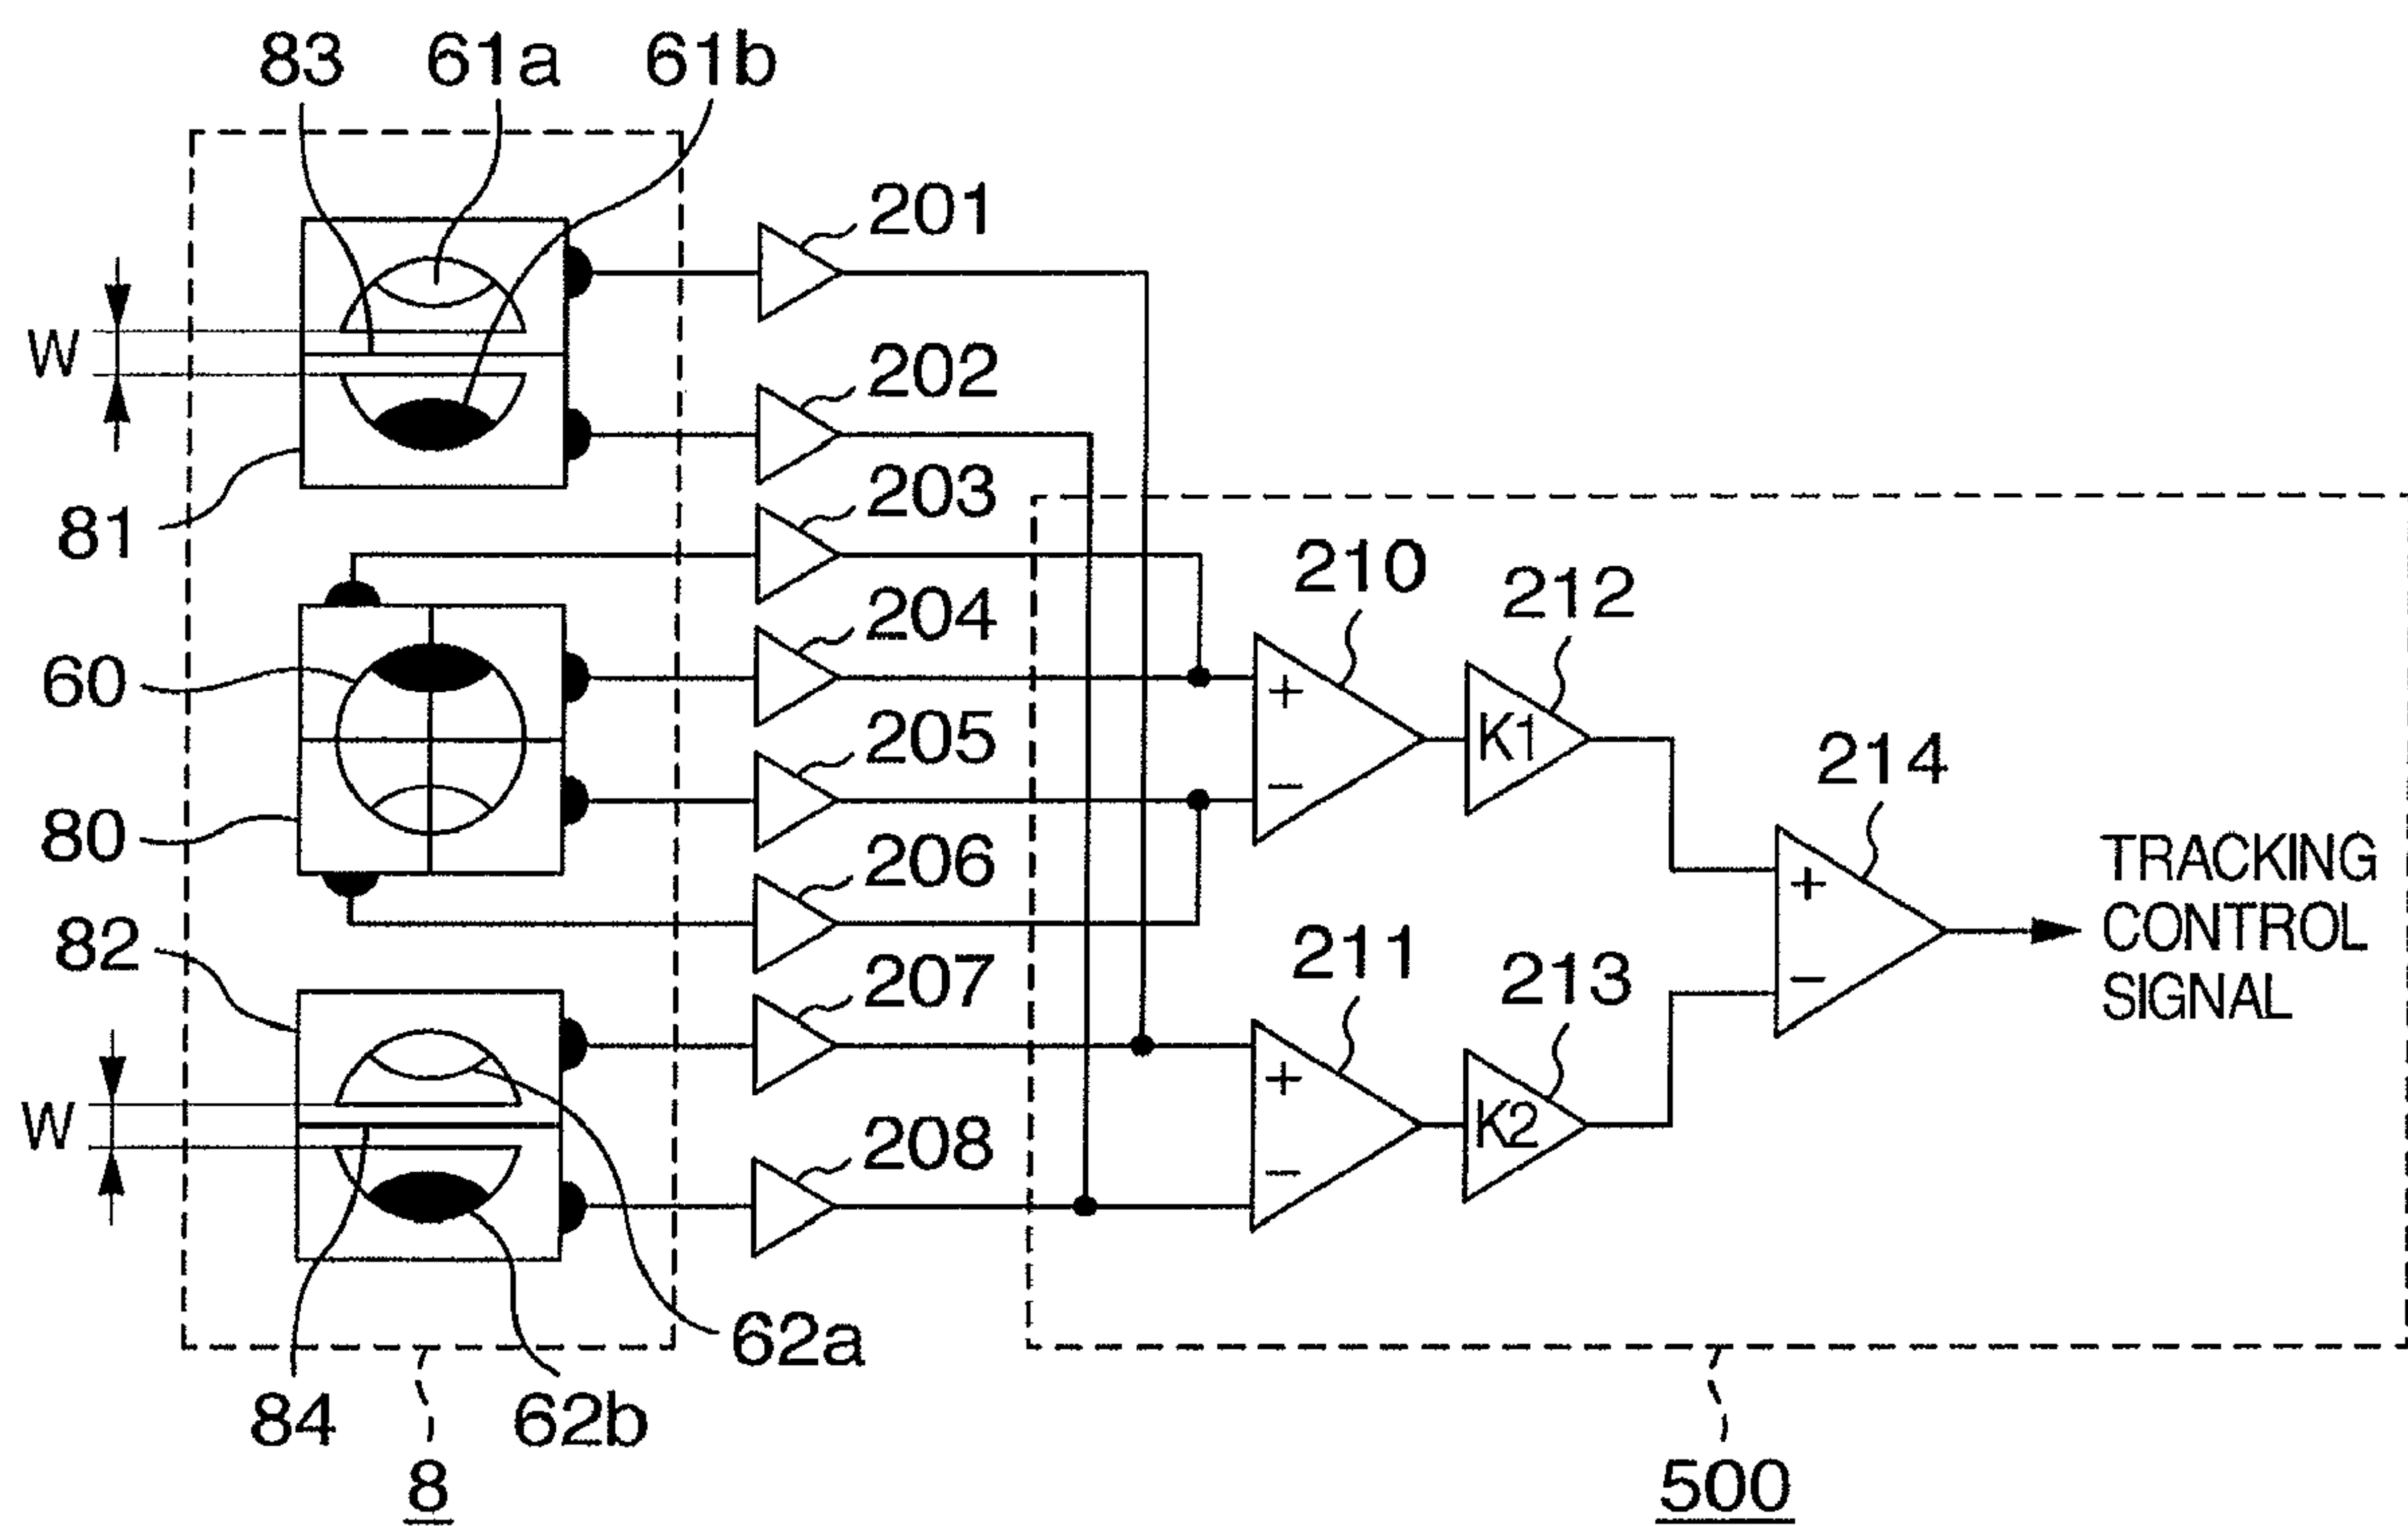 83 61a 61b
201
W
202
81
203
210
212
204
60
+
K1
205
−
214
80
206
+
TRACKING
CONTROL
SIGNAL
82
211
213
207
−
+
W
K2
208
−
62a
84
62b
8
500